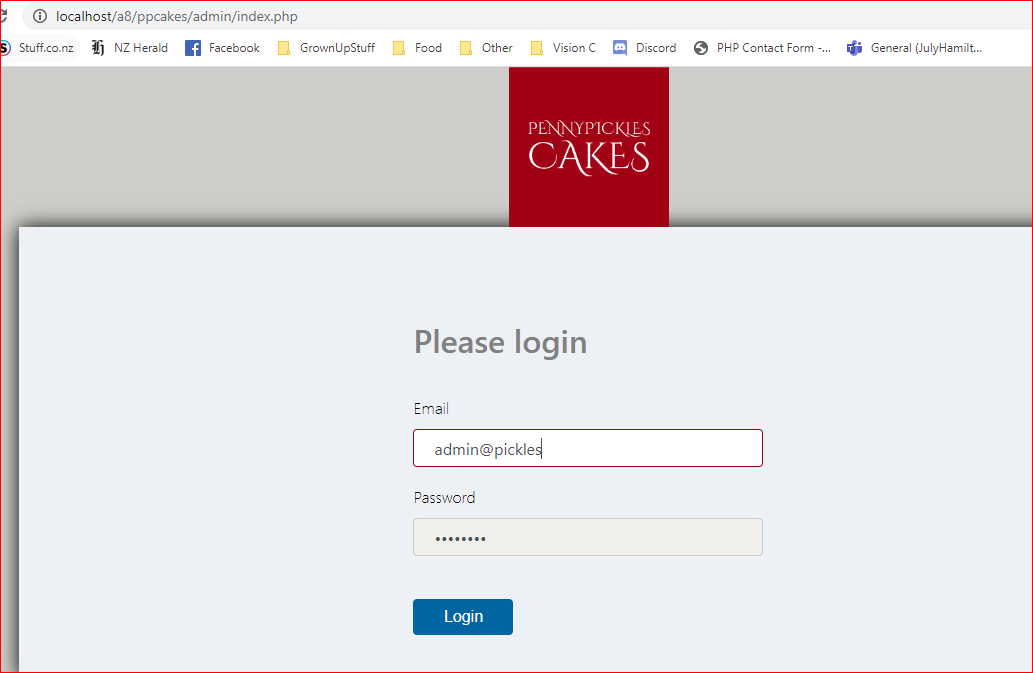 localhost/a8/ppcakes/admin/index.php
S Stuff.co.nz NZ Herald Facebook GrownUpStuff Food Other Vision C Discord PHP Contact Form -... General (JulyHamilt...
PENNYPICKLES
CAKES
Please login
Email
admin@pickles
Password
••••••••
Login